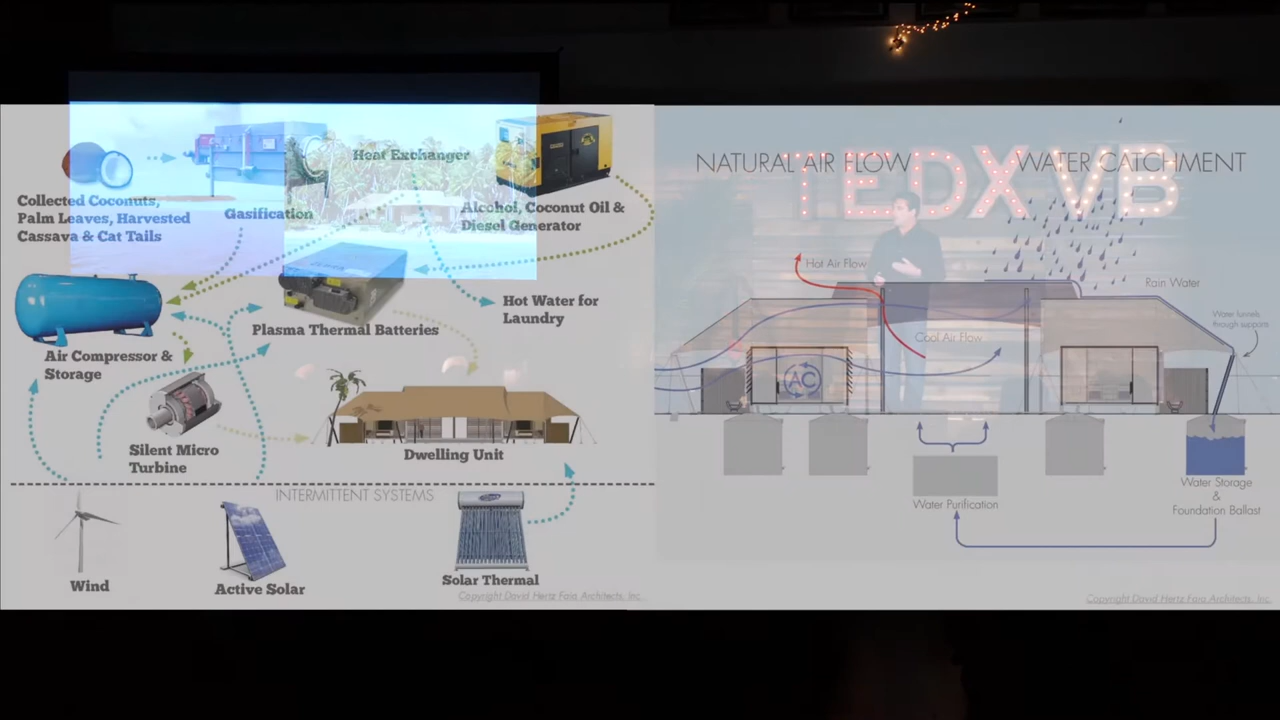 Heat Exchanger
Collected Coconuts,
Palm Leaves, Harvested
Cassava & Cat Tails
Gasification
Alcohol, Coconut Oil &
Diesel Generator
Hot Water for
Laundry
Plasma Thermal Batteries
Air Compressor &
Storage
Silent Micro
Turbine
Dwelling Unit
INTERMITTENT SYSTEMS
Wind
Active Solar
Solar Thermal
Copyright David Hertz Faia Architects, Inc.
NATURAL AIR FLOW
WATER CATCHMENT
TEDXVB
Hot Air Flow
Rain Water
Water funnels
through supports
Cool Air Flow
AC
Water Purification
Water Storage
&
Foundation Ballast
Copyright David Hertz Faia Architects, Inc.